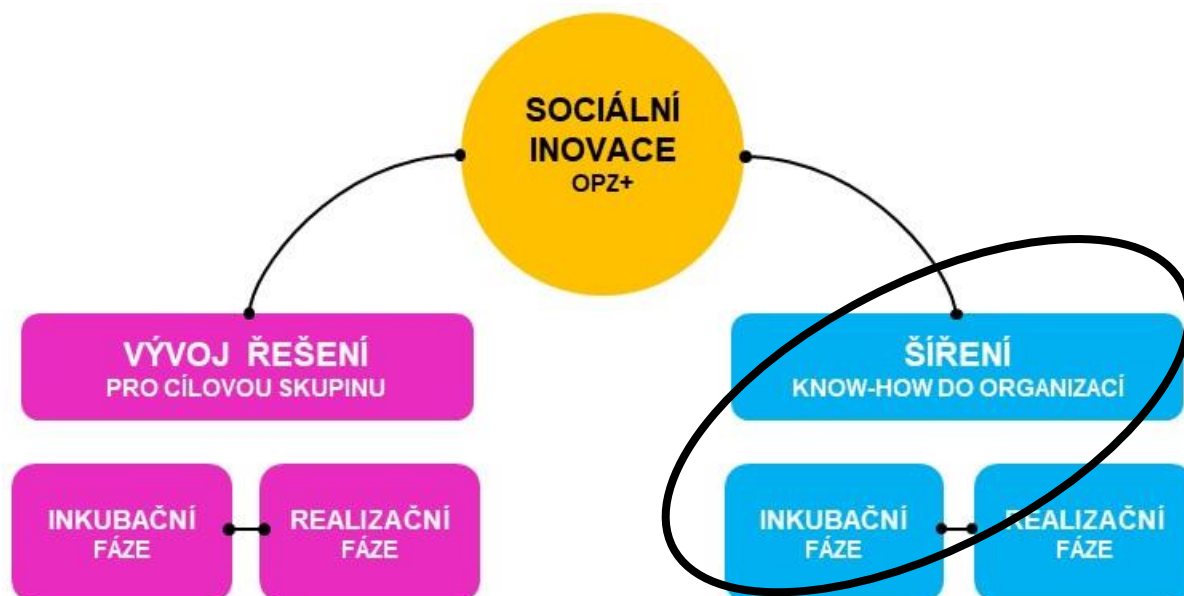 SOCIÁLNÍ
INOVACE
OPZ+
VÝVOJ ŘEŠENÍ
PRO CÍLOVOU SKUPINU
ŠÍŘENÍ
KNOW-HOW DO ORGANIZACÍ
INKUBAČNÍ
FÁZE
REALIZAČNÍ
FÁZE
INKUBAČNÍ
FÁZE
REALIZAČNÍ
FÁZE